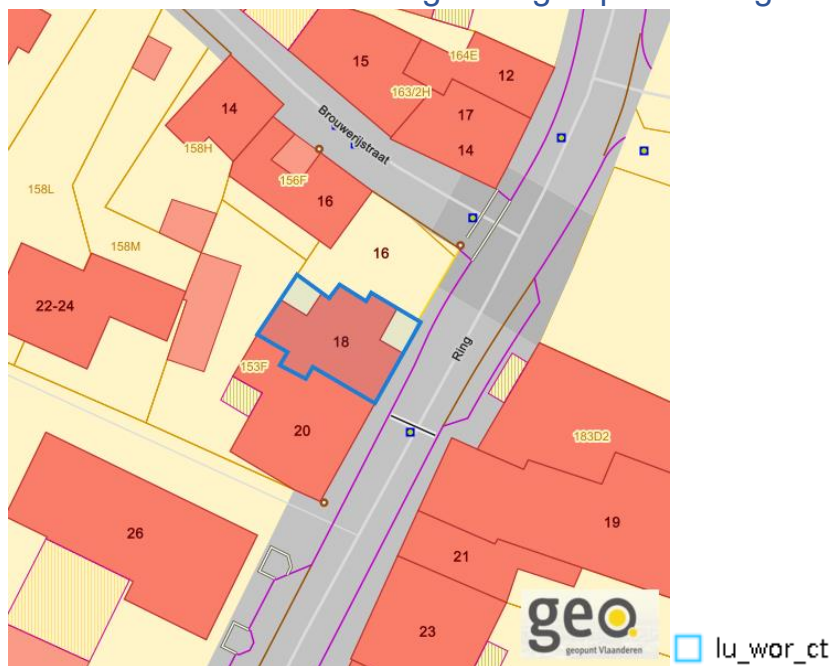 15
164E
12
163/2H
17
14
14
Brouwerijstraat
158H
156F
16
158L
158M
16
22-24
18
Ring
153F
20
183D2
26
19
21
23
geo.
geopunt Vlaanderen
lu_wor_ct